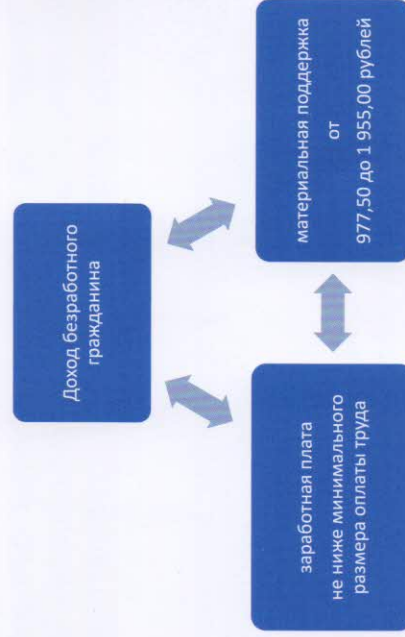 Доход безработного
гражданина
заработная плата
не ниже минимального
размера оплаты труда
материальная поддержка
от
977,50 до 1 955,00 рублей